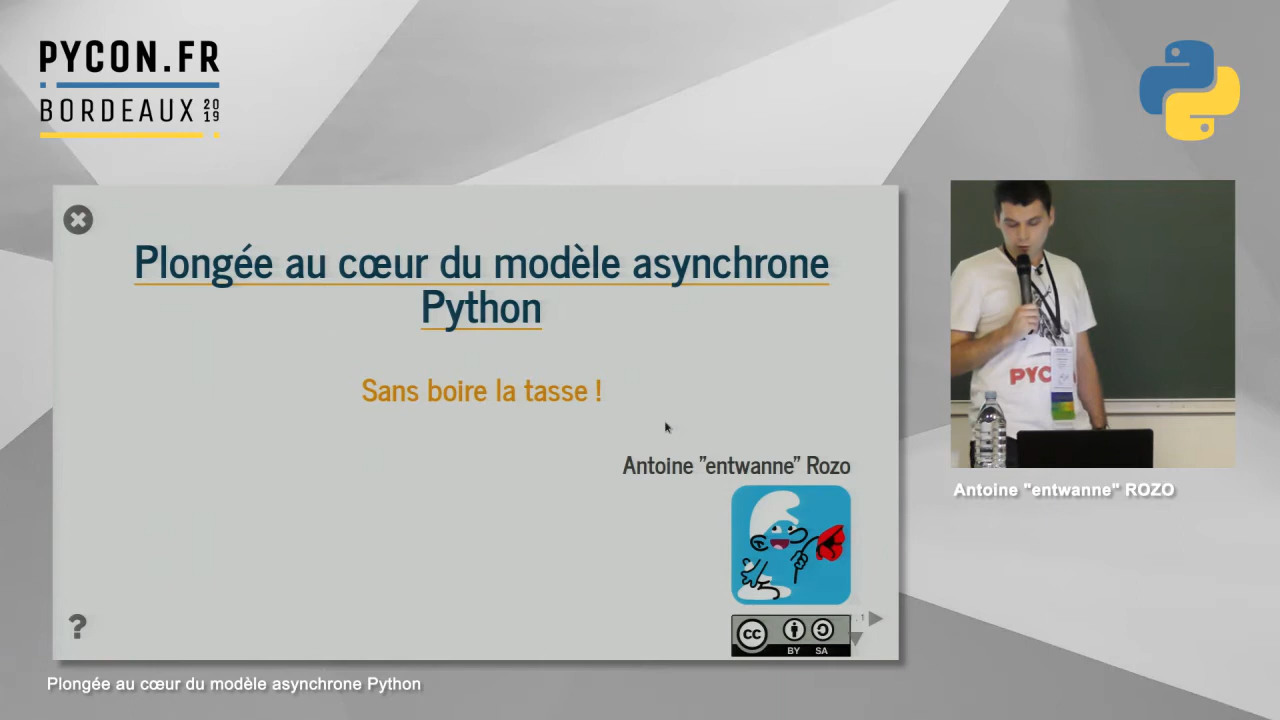 PYCON.FR
BORDEAUX 2019
Plongée au cœur du modèle asynchrone
Python
Sans boire la tasse !
Antoine "entwanne" Rozo
PYC
Antoine "entwanne" ROZO
?
cc
BY SA
Plongée au cœur du modèle asynchrone Python